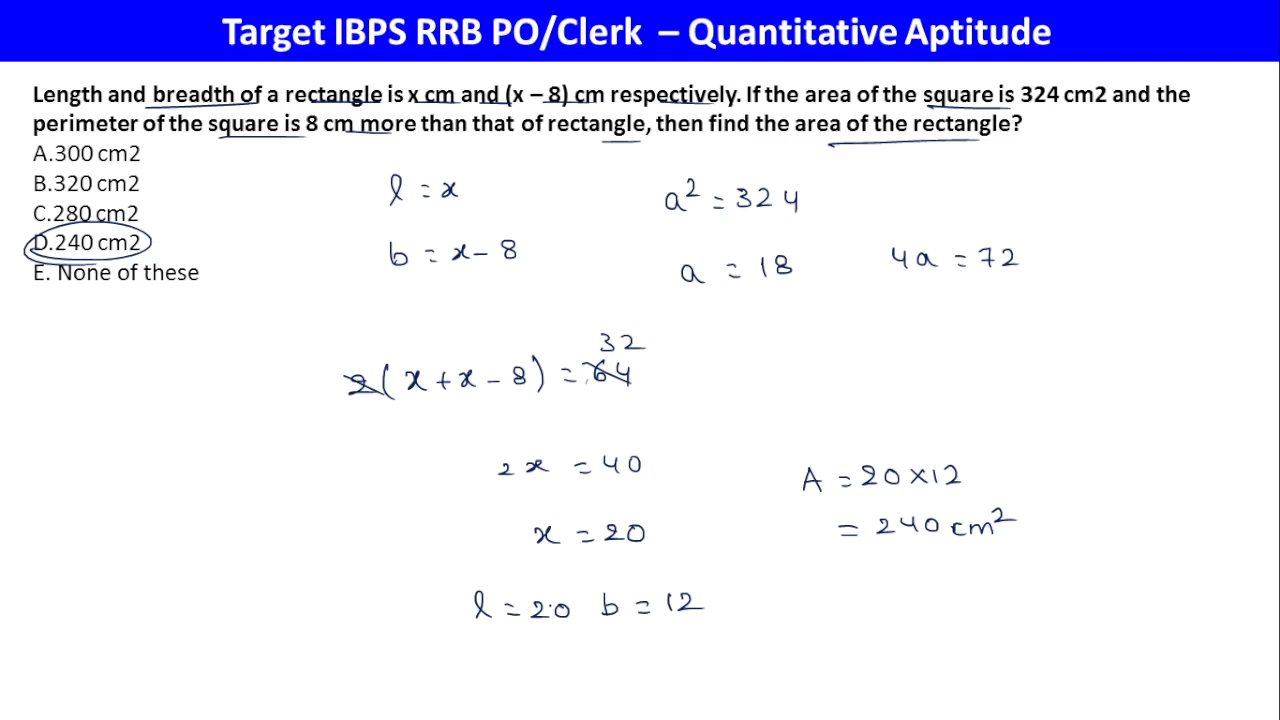 Target IBPS RRB PO/Clerk – Quantitative Aptitude
Length and breadth of a rectangle is x cm and (x – 8) cm respectively. If the area of the square is 324 cm2 and the
perimeter of the square is 8 cm more than that of rectangle, then find the area of the rectangle?
A.300 cm2
B.320 cm2
C.280 cm2
D.240 cm2
E. None of these
l = x
b = x - 8
a² = 324
a = 18
4a = 72
32
2(x + x - 8) = 64
2x = 40
x = 20
l = 20 b = 12
A = 20 × 12
= 240 cm²